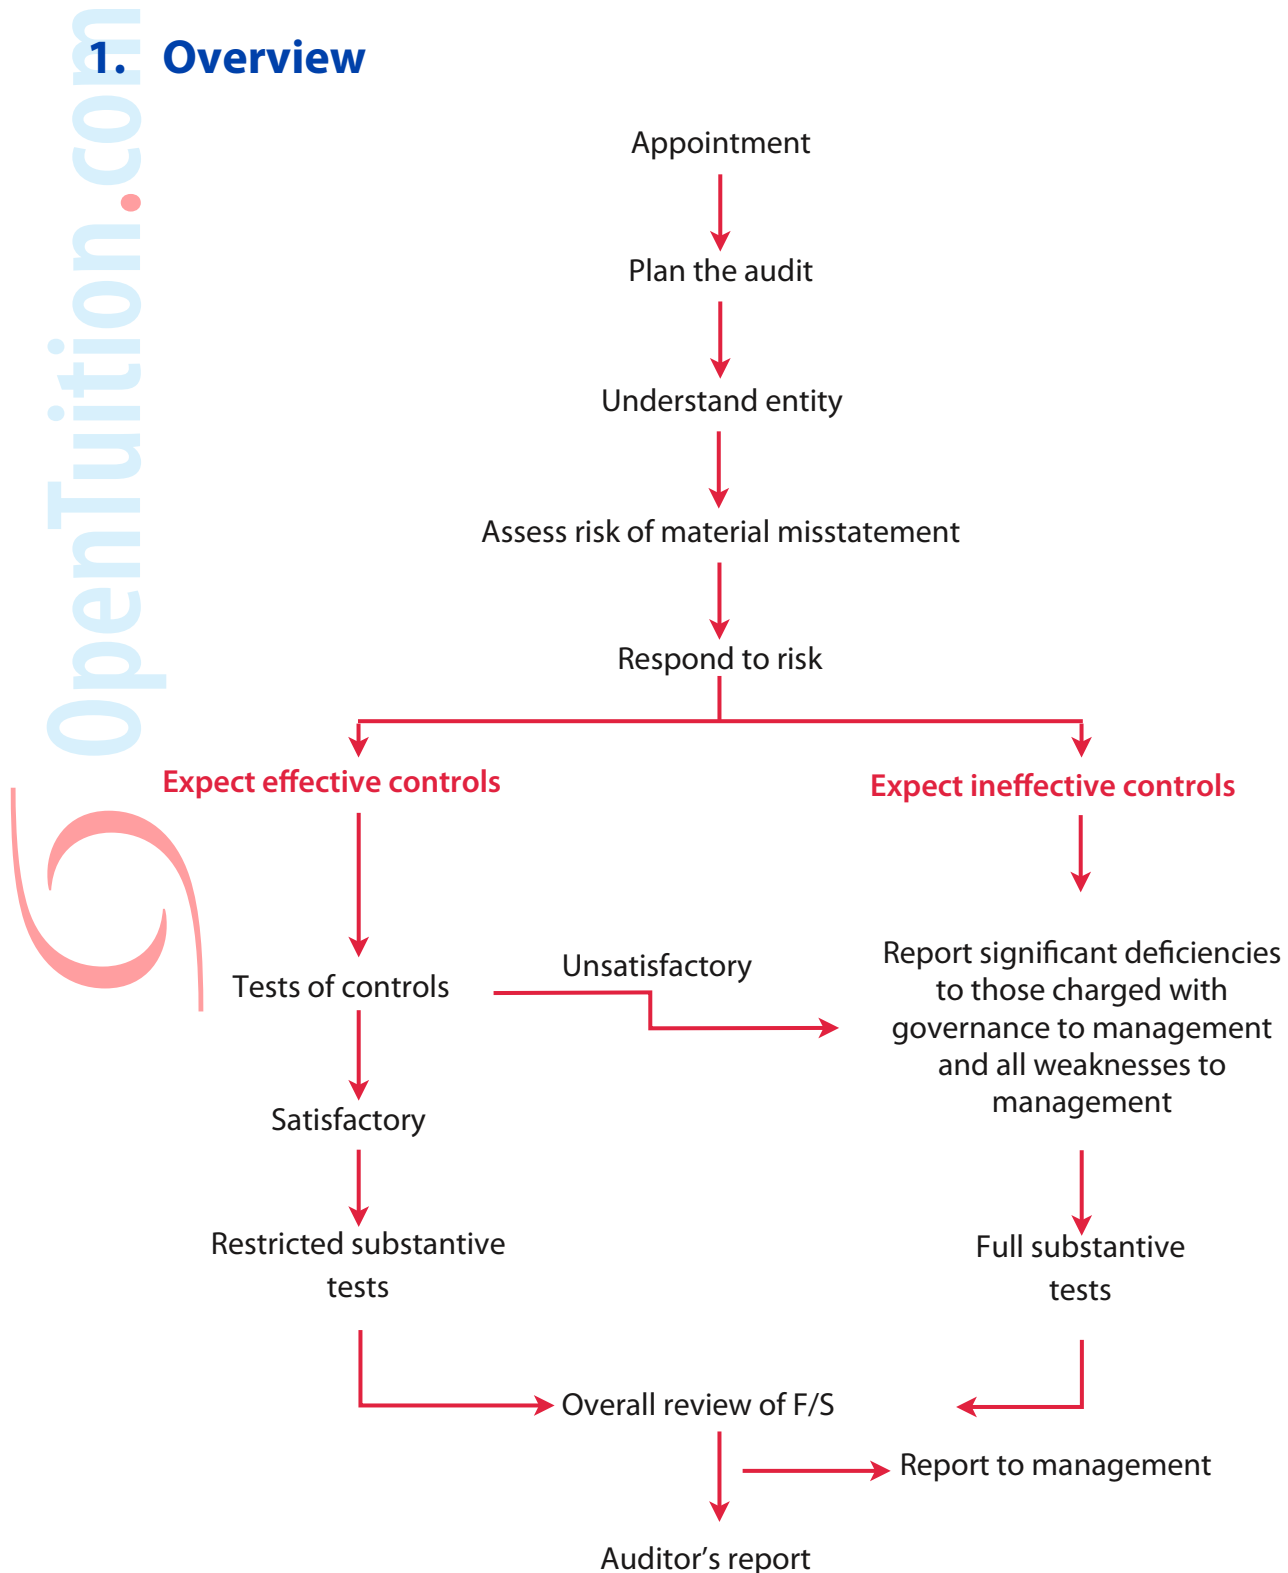 1. Overview
OpenTuition.com
Appointment
Plan the audit
Understand entity
Assess risk of material misstatement
Respond to risk
Expect effective controls
Expect ineffective controls
Tests of controls
Unsatisfactory
Report significant deficiencies
to those charged with
governance to management
and all weaknesses to
management
Satisfactory
Restricted substantive
tests
Full substantive
tests
Overall review of F/S
Report to management
Auditor’s report